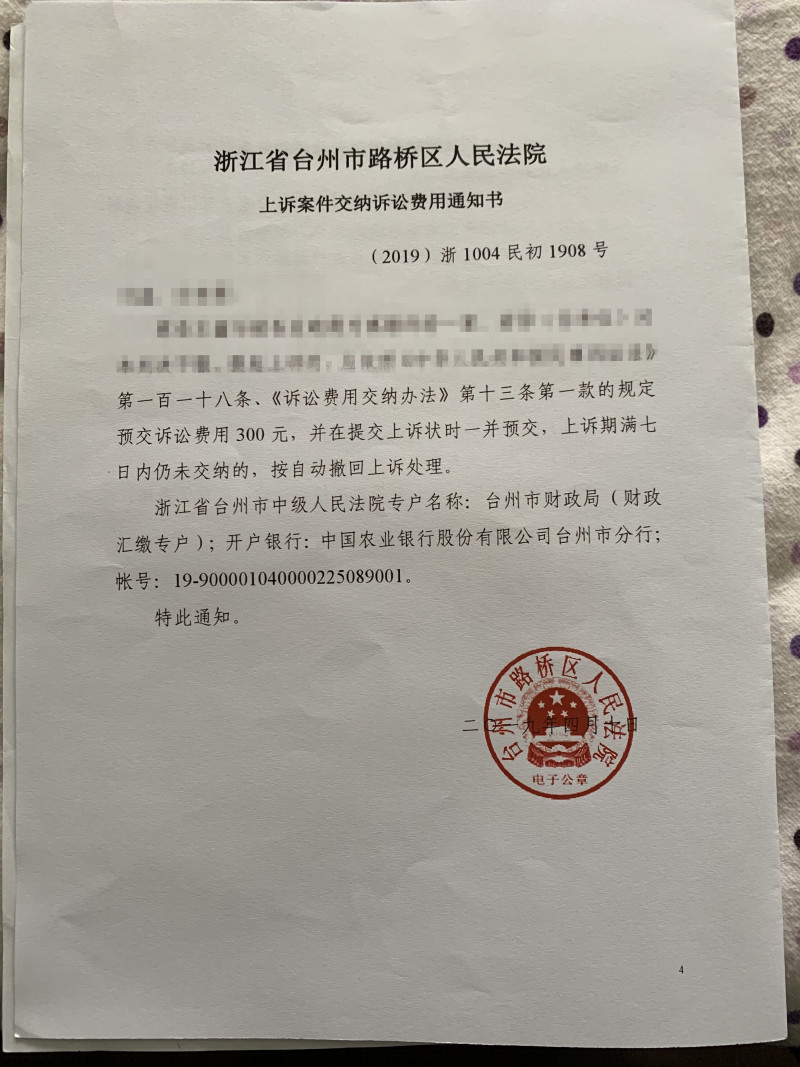 浙江省台州市路桥区人民法院
上诉案件交纳诉讼费用通知书
（2019）浙 1004 民初 1908 号
》
第一百一十八条、《诉讼费用交纳办法》第十三条第一款的规定
预交诉讼费用 300 元，并在提交上诉状时一并预交，上诉期满七
日内仍未交纳的，按自动撤回上诉处理。
浙江省台州市中级人民法院专户名称：台州市财政局（财政
汇缴专户）；开户银行：中国农业银行股份有限公司台州市分行；
帐号：19-900001040000225089001。
特此通知。
二〇一九年四月十日
台州市路桥区人民法院
电子公章
4